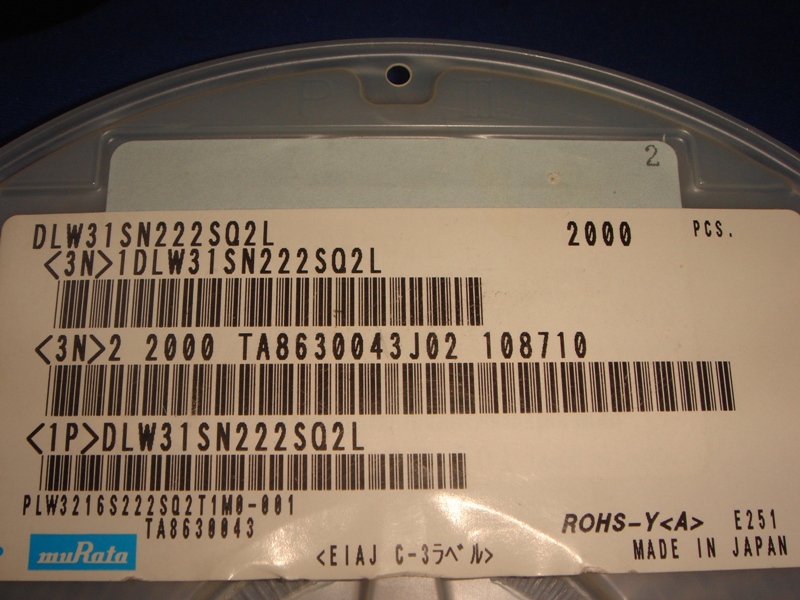 2
DLW31SN222SQ2L 2000 PCS.
<3N>1DLW31SN222SQ2L
<3N>2 2000 TA8630043J02 108710
<1P>DLW31SN222SQ2L
PLW3216S222SQ2T1M0-001
TA8630043
ROHS-Y<A> E251
muRata <EIAJ C-3ラベル> MADE IN JAPAN